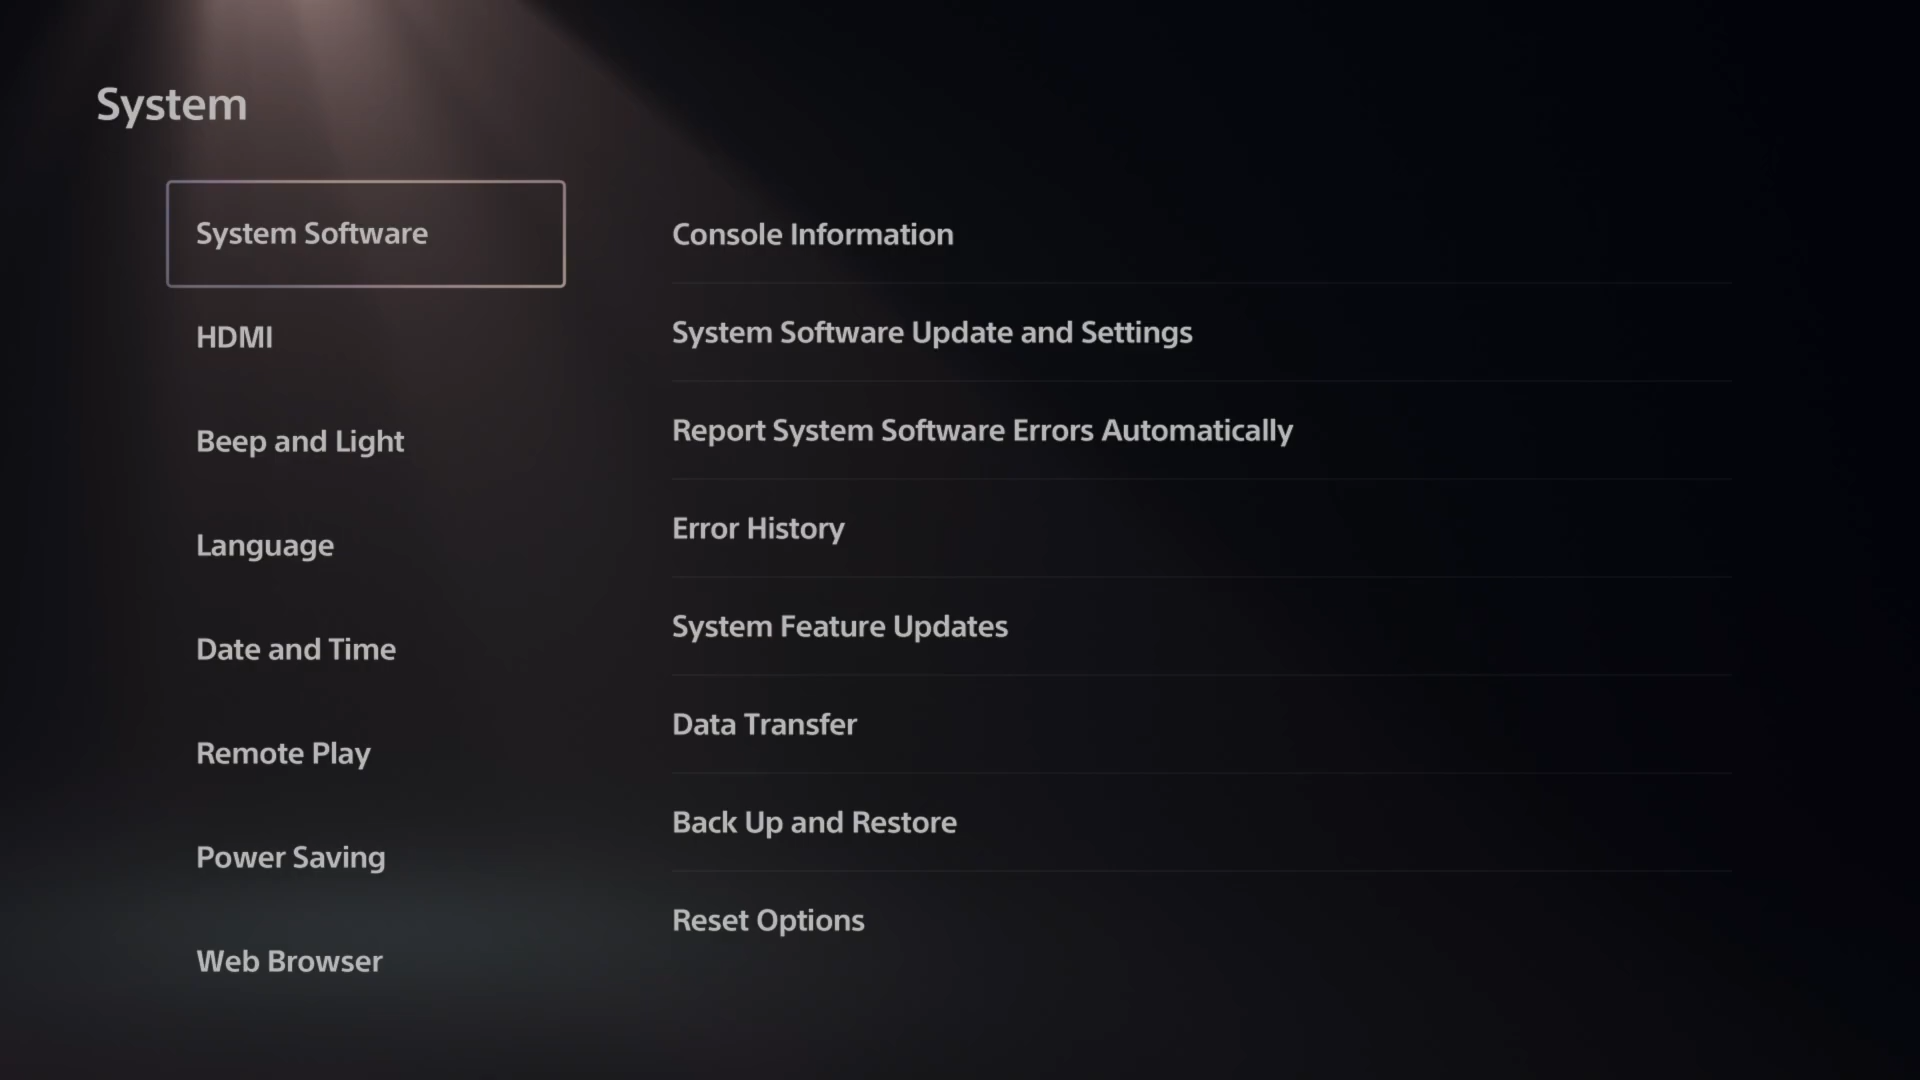 System
System Software
HDMI
Beep and Light
Language
Date and Time
Remote Play
Power Saving
Web Browser
Console Information
System Software Update and Settings
Report System Software Errors Automatically
Error History
System Feature Updates
Data Transfer
Back Up and Restore
Reset Options